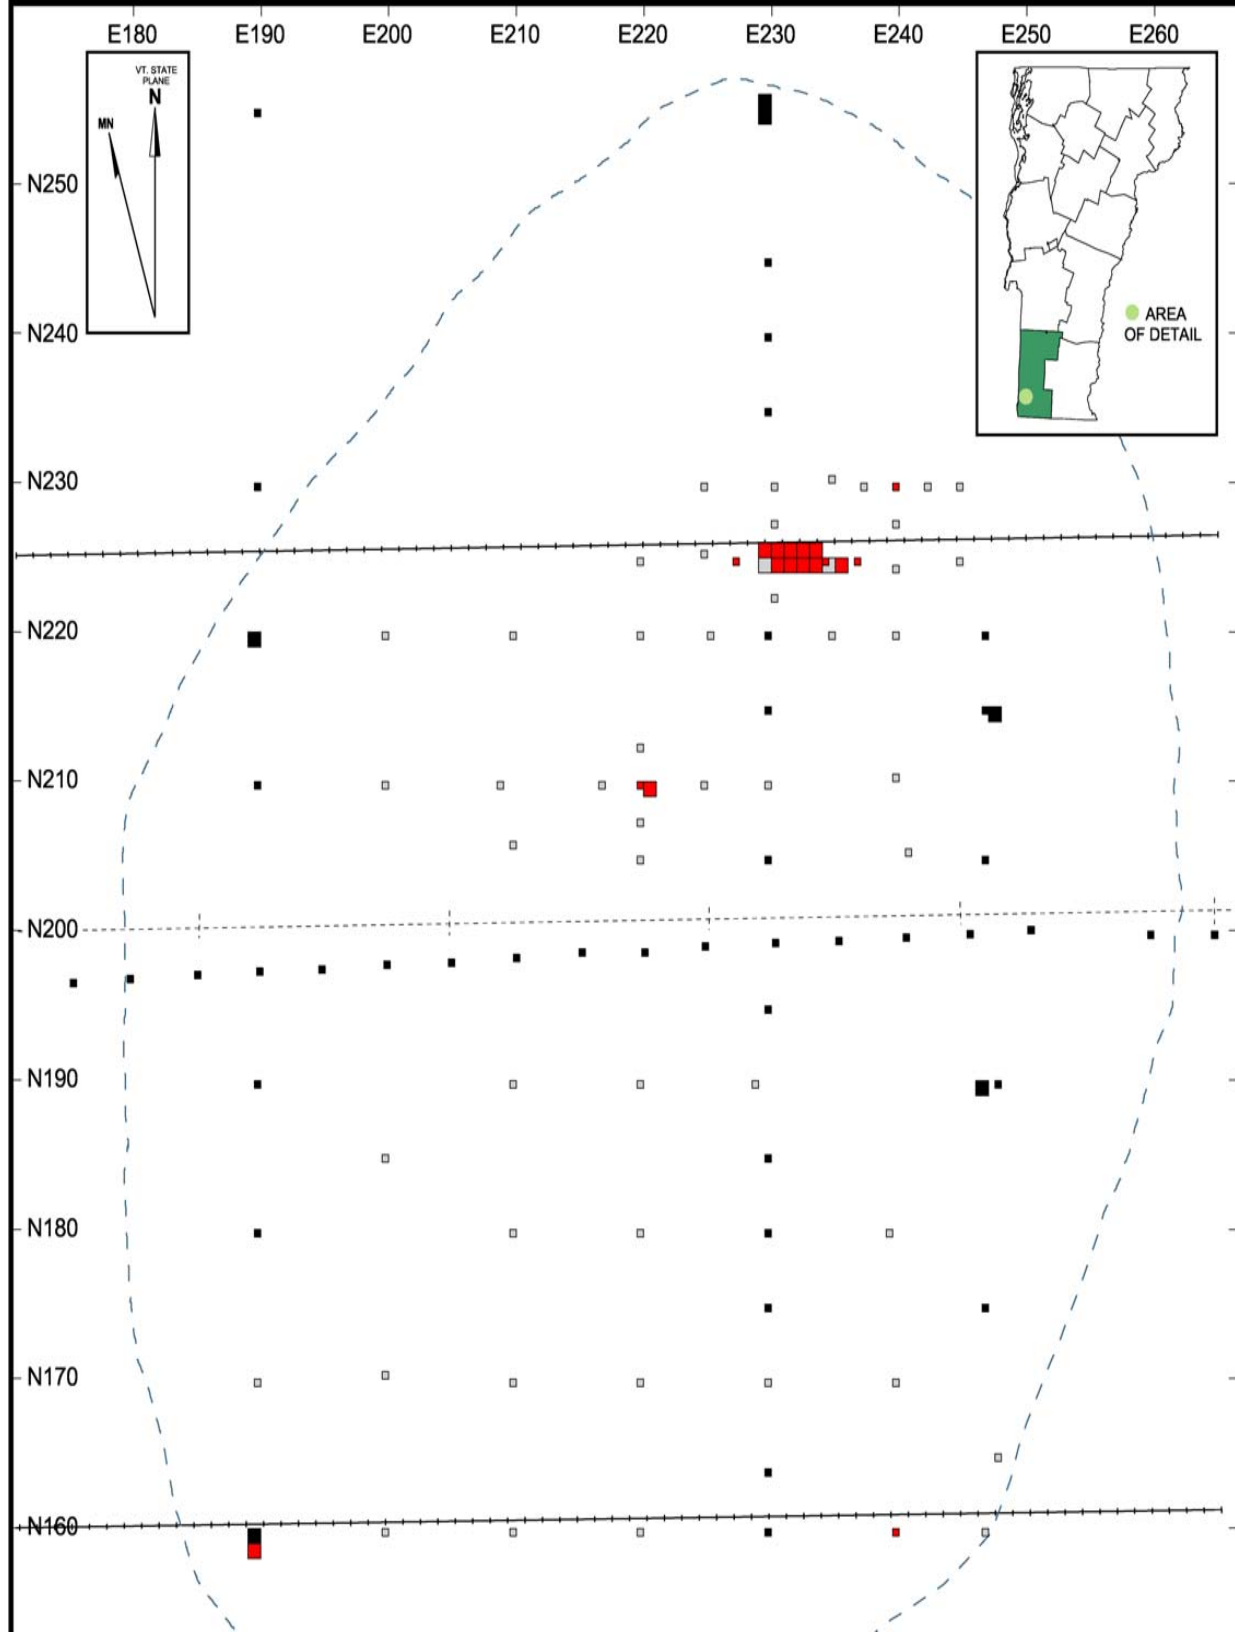 E180 E190 E200 E210 E220 E230 E240 E250 E260
VT. STATE
PLANE
N
MN
N250
AREA
OF DETAIL
N240
N230
N220
N210
N200
N190
N180
N170
N160